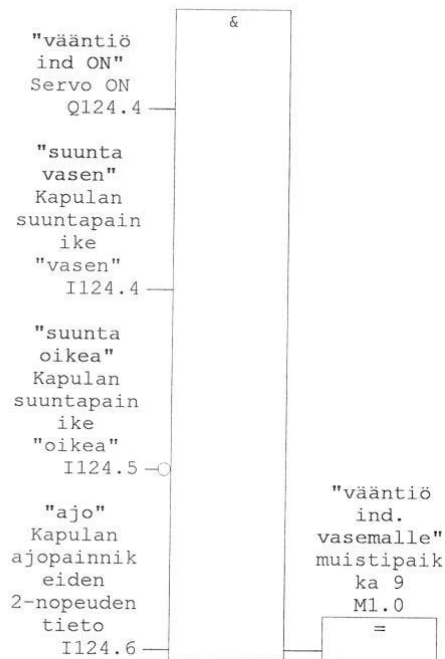 &
"vääntiö
ind ON"
Servo ON
Q124.4
"suunta
vasen"
Kapulan
suuntapain
ike
"vasen"
I124.4
"suunta
oikea"
Kapulan
suuntapain
ike
"oikea"
I124.5
"ajo"
Kapulan
ajopainnik
eiden
2-nopeuden
tieto
I124.6
"vääntiö
ind.
vasemalle"
muistipaik
ka 9
M1.0
=